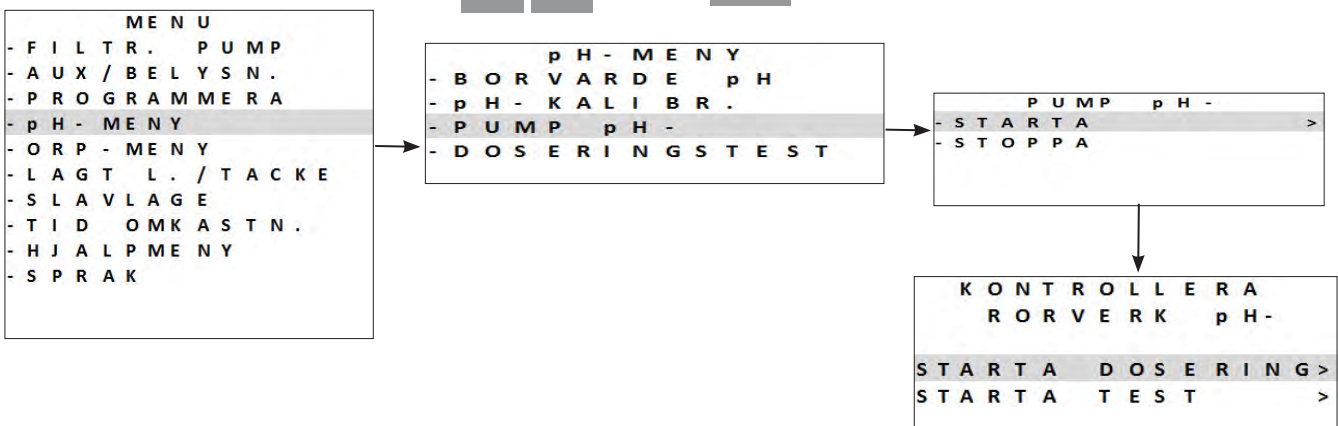 MENU
-FILTR. PUMP
-AUX/BELYSN.
-PROGRAMMERA
-pH-MENY
-ORP-MENY
-LAGT L./TACKE
-SLAVLAGE
-TID OMKASTN.
-HJALPMENY
-SPRAK
pH-MENY
-BORVARDE pH
-pH-KALIBR.
-PUMP pH-
-DOSERINGSTEST
PUMP pH-
-STARTA >
-STOPPA
KONTROLLERA
RORVERK pH-
STARTA DOSERING>
STARTA TEST >